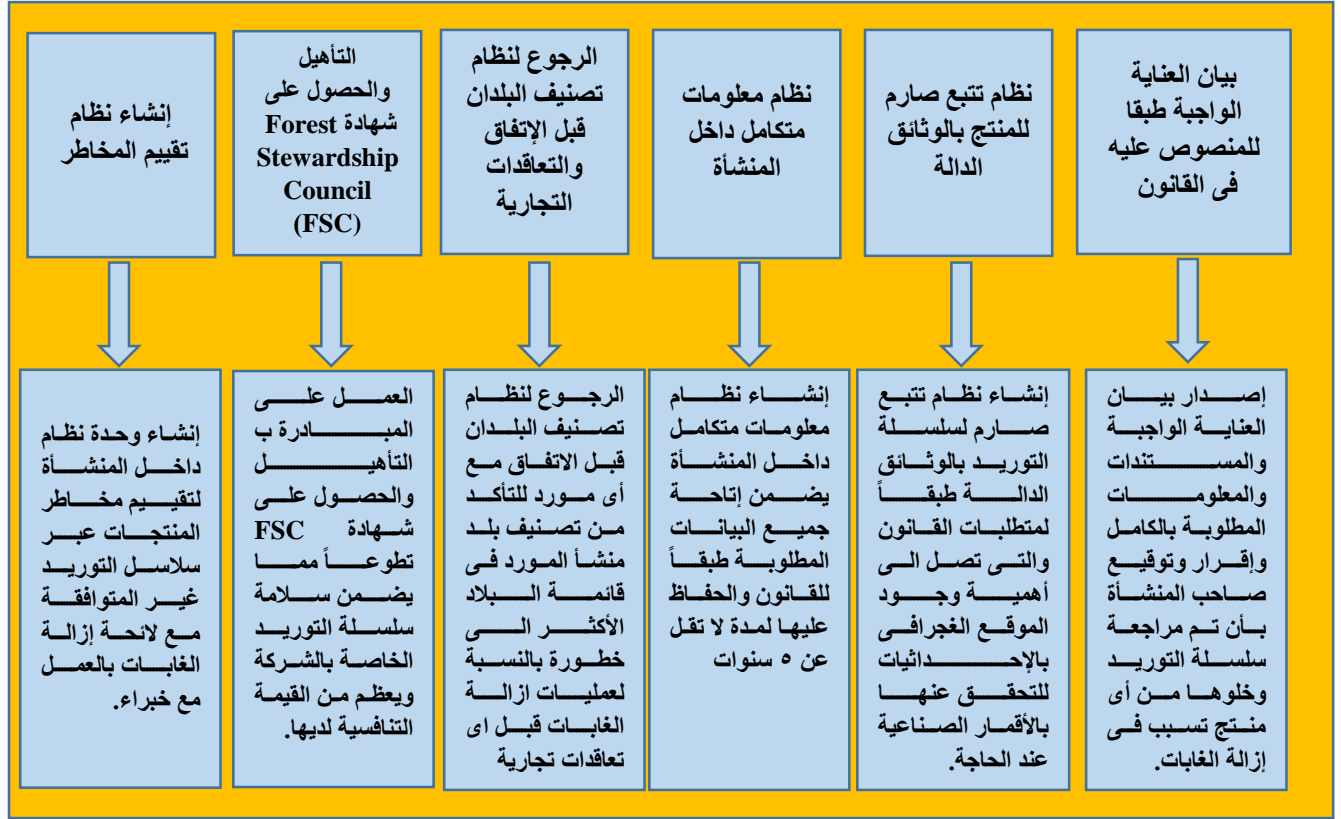 بيان العناية
الواجبة طبقا
للمنصوص عليه
فى القانون
نظام تتبع صارم
للمنتج بالوثائق
الدالة
نظام معلومات
متكامل داخل
المنشأة
الرجوع لنظام
تصنيف البلدان
قبل الإتفاق
والتعاقدات
التجارية
التأهيل
والحصول على
شهادة Forest
Stewardship
Council
(FSC)
إنشاء نظام
تقييم المخاطر
إصدار بيان
العناية الواجبة
والمستندات
والمعلومات
المطلوبة بالكامل
وإقرار وتوقيع
صاحب المنشأة
بأن تم مراجعة
سلسلة التوريد
وخلوها من أى
منتج تسبب فى
إزالة الغابات.
إنشاء نظام تتبع
صارم لسلسلة
التوريد بالوثائق
الدالة طبقاً
لمتطلبات القانون
والتى تصل الى
أهمية وجود
الموقع الغجرافى
بالإحداثيات
للتحقق عنها
بالأقمار الصناعية
عند الحاجة.
إنشاء نظام
معلومات متكامل
داخل المنشأة
يضمن إتاحة
جميع البيانات
المطلوبة طبقاً
للقانون والحفاظ
عليها لمدة لا تقل
عن ٥ سنوات
الرجوع لنظام
تصنيف البلدان
قبل الاتفاق مع
أى مورد للتأكد
من تصنيف بلد
منشأ المورد فى
قائمة البلاد
الأكثر الى
خطورة بالنسبة
لعمليات ازالة
الغابات قبل اى
تعاقدات تجارية
العمل على
المبادرة ب
التأهيل
والحصول على
شهادة FSC
تطوعاً مما
يضمن سلامة
سلسلة التوريد
الخاصة بالشركة
ويعظم من القيمة
التنافسية لديها.
إنشاء وحدة نظام
داخل المنشأة
لتقييم مخاطر
المنتجات عبر
سلاسل التوريد
غير المتوافقة
مع لائحة إزالة
الغابات بالعمل
مع خبراء.